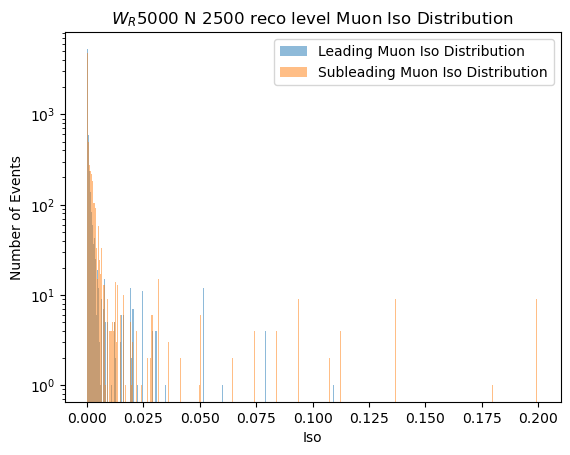 W_R5000 N 2500 reco level Muon Iso Distribution
Leading Muon Iso Distribution
Subleading Muon Iso Distribution
Number of Events
10^3
10^2
10^1
10^0
0.000 0.025 0.050 0.075 0.100 0.125 0.150 0.175 0.200
Iso